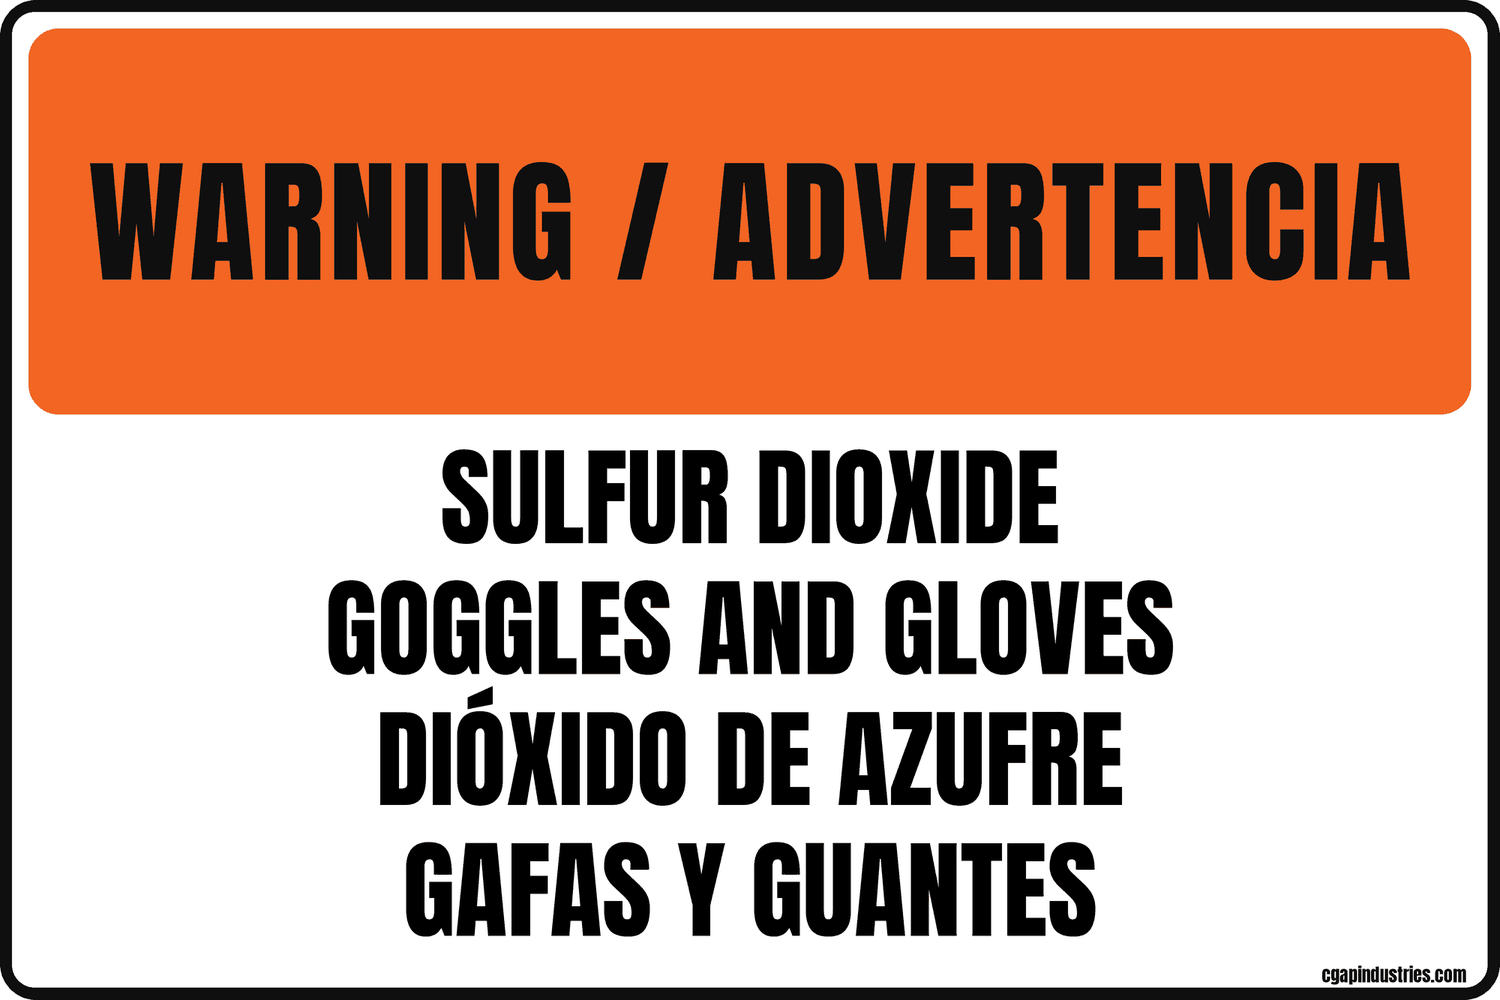 WARNING / ADVERTENCIA
SULFUR DIOXIDE
GOGGLES AND GLOVES
DIÓXIDO DE AZUFRE
GAFAS Y GUANTES
cgapindustries.com